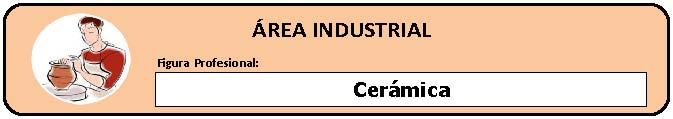 ÁREA INDUSTRIAL
Figura Profesional:
Cerámica